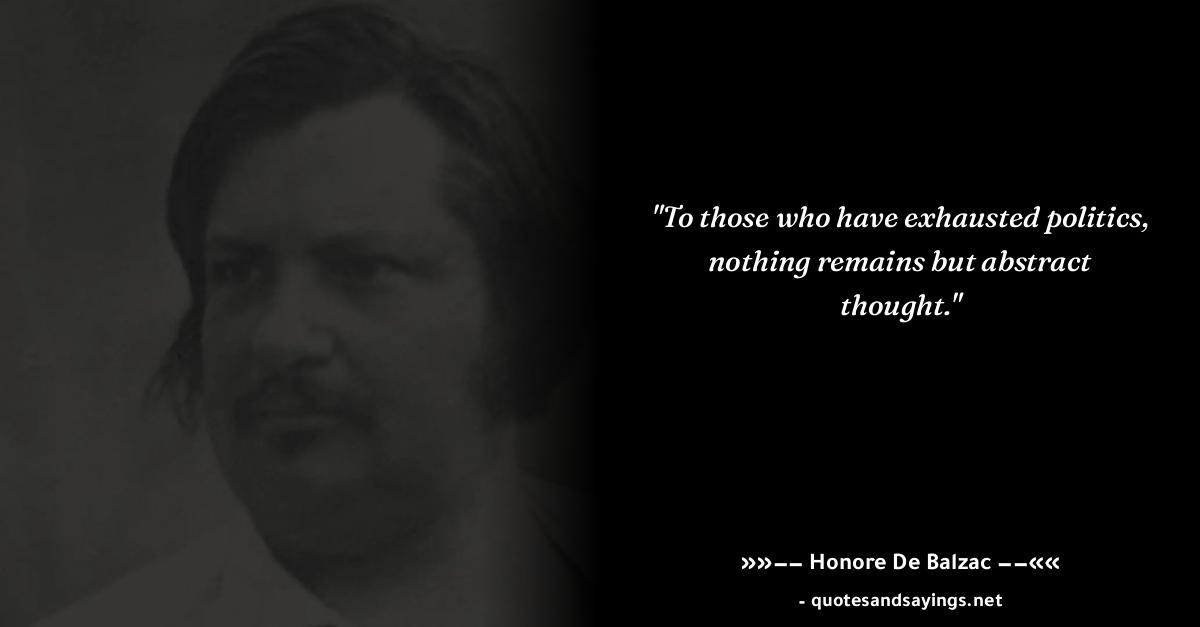 "To those who have exhausted politics,
nothing remains but abstract
thought."
»»−− Honore De Balzac −−««
- quotesandsayings.net